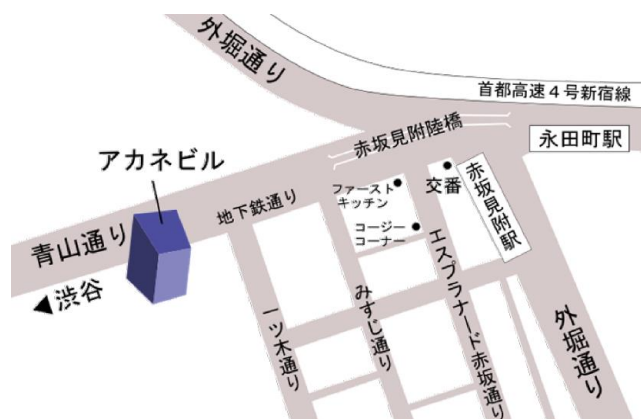 外堀通り
首都高速4号新宿線
赤坂見附陸橋
永田町駅
アカネビル
ファースト
キッチン
交番
赤坂見附駅
地下鉄通り
コージー
コーナー
青山通り
エスプラナード赤坂通り
渋谷
一ツ木通り
みすじ通り
外堀通り